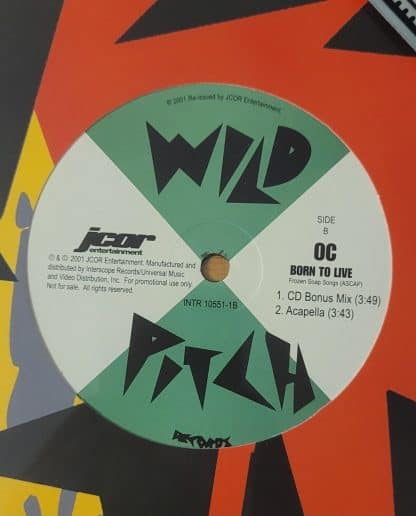 © 2001 Re-issued by JCOR Entertainment.
WILD
PITCH
RECORDS
jcor
entertainment
℗ & © 2001 JCOR Entertainment. Manufactured and
distributed by Interscope Records/Universal Music
and Video Distribution, Inc. For promotional use only.
Not for sale. All rights reserved.
INTR 10551-1B
SIDE
B
OC
BORN TO LIVE
Frozen Soap Songs (ASCAP)
1. CD Bonus Mix (3:49)
2. Acapella (3:43)